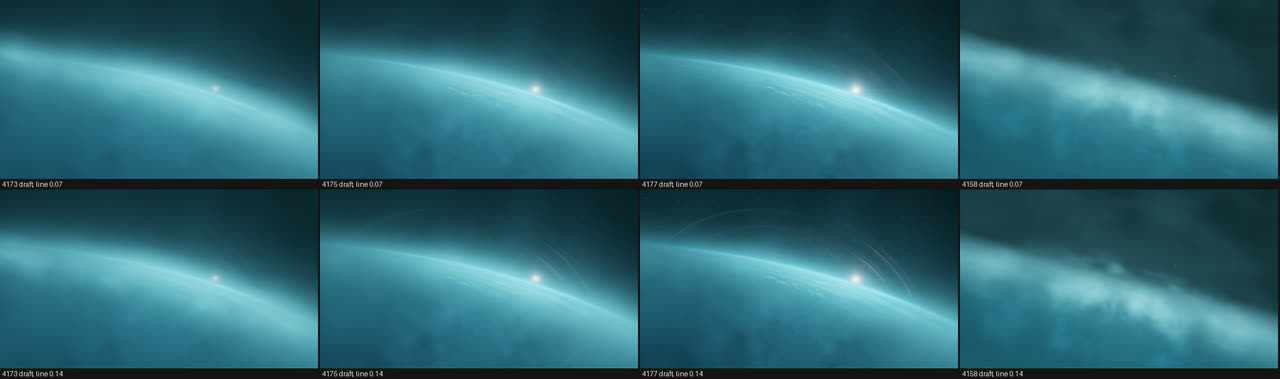 4173 draft, line 0.07
4175 draft, line 0.07
4177 draft, line 0.07
4158 draft, line 0.07
4173 draft, line 0.14
4175 draft, line 0.14
4177 draft, line 0.14
4158 draft, line 0.14